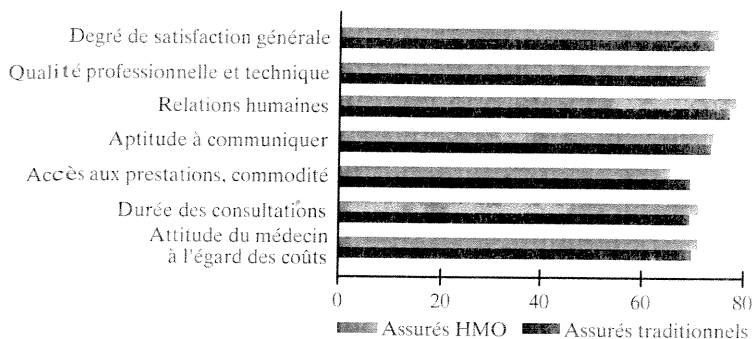 Degré de satisfaction générale
Qualité professionnelle et technique
Relations humaines
Aptitude à communiquer
Accès aux prestations, commodité
Durée des consultations
Attitude du médecin
à l'égard des coûts
0 20 40 60 80
Assurés HMO Assurés traditionnels